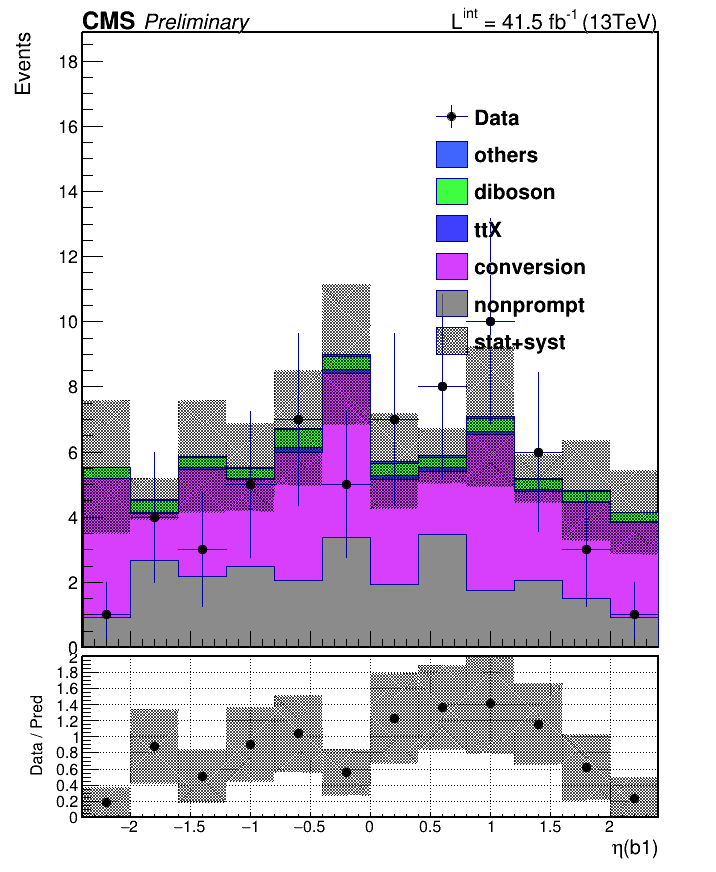 CMS Preliminary L^int = 41.5 fb^-1 (13TeV)
Events
18
16
14
12
10
8
6
4
2
0
Data
others
diboson
ttX
conversion
nonprompt
stat+syst
Data / Pred
2
1.8
1.6
1.4
1.2
1
0.8
0.6
0.4
0.2
0
−2 −1.5 −1 −0.5 0 0.5 1 1.5 2
η(b1)